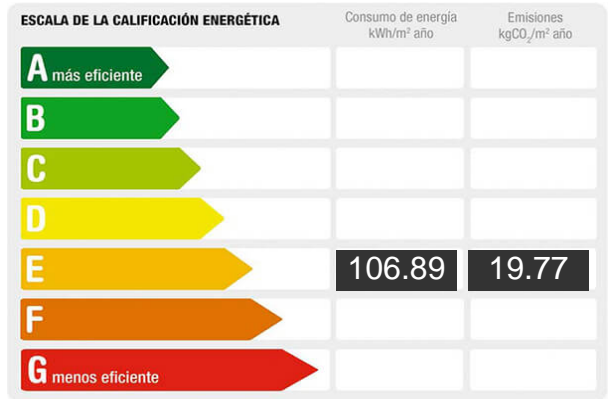 ESCALA DE LA CALIFICACIÓN ENERGÉTICA
Consumo de energía
kWh/m² año
Emisiones
kgCO₂/m² año
A más eficiente
B
C
D
E 106.89 19.77
F
G menos eficiente